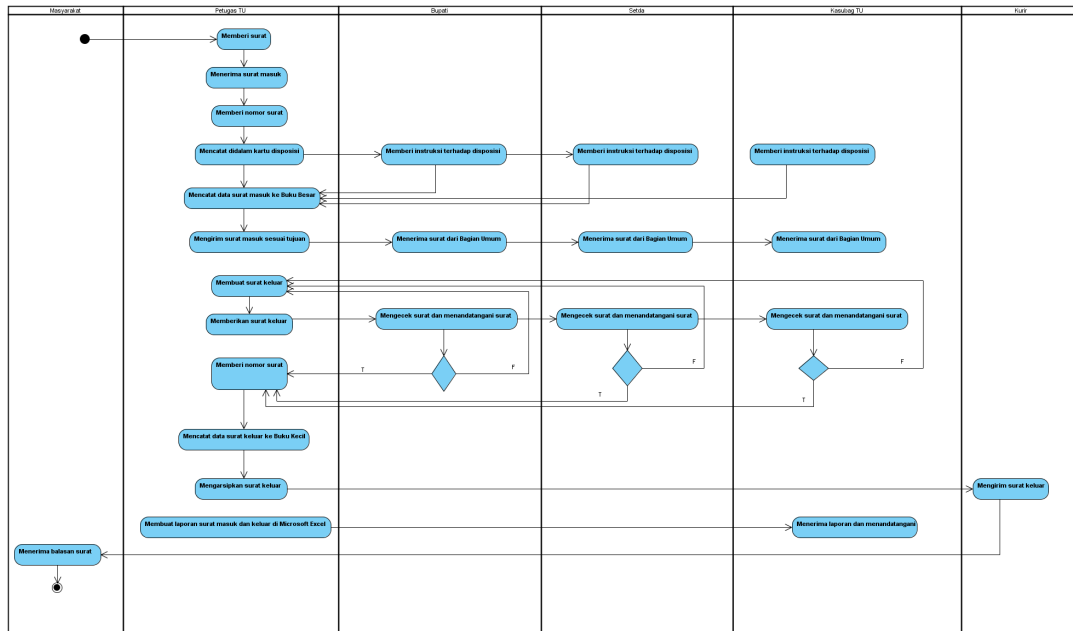 Masyarakat
Petugas TU
Bupati
Setda
Kasubag TU
Kurir
Memberi surat
Menerima surat masuk
Memberi nomor surat
Mencatat didalam kartu disposisi
Memberi instruksi terhadap disposisi
Memberi instruksi terhadap disposisi
Memberi instruksi terhadap disposisi
Mencatat data surat masuk ke Buku Besar
Mengirim surat masuk sesuai tujuan
Menerima surat dari Bagian Umum
Menerima surat dari Bagian Umum
Menerima surat dari Bagian Umum
Membuat surat keluar
Memberikan surat keluar
Mengecek surat dan menandatangani surat
Mengecek surat dan menandatangani surat
Mengecek surat dan menandatangani surat
Memberi nomor surat
T
F
F
F
T
T
Mencatat data surat keluar ke Buku Kecil
Mengarsipkan surat keluar
Mengirim surat keluar
Membuat laporan surat masuk dan keluar di Microsoft Excel
Menerima laporan dan menandatangani
Menerima balasan surat